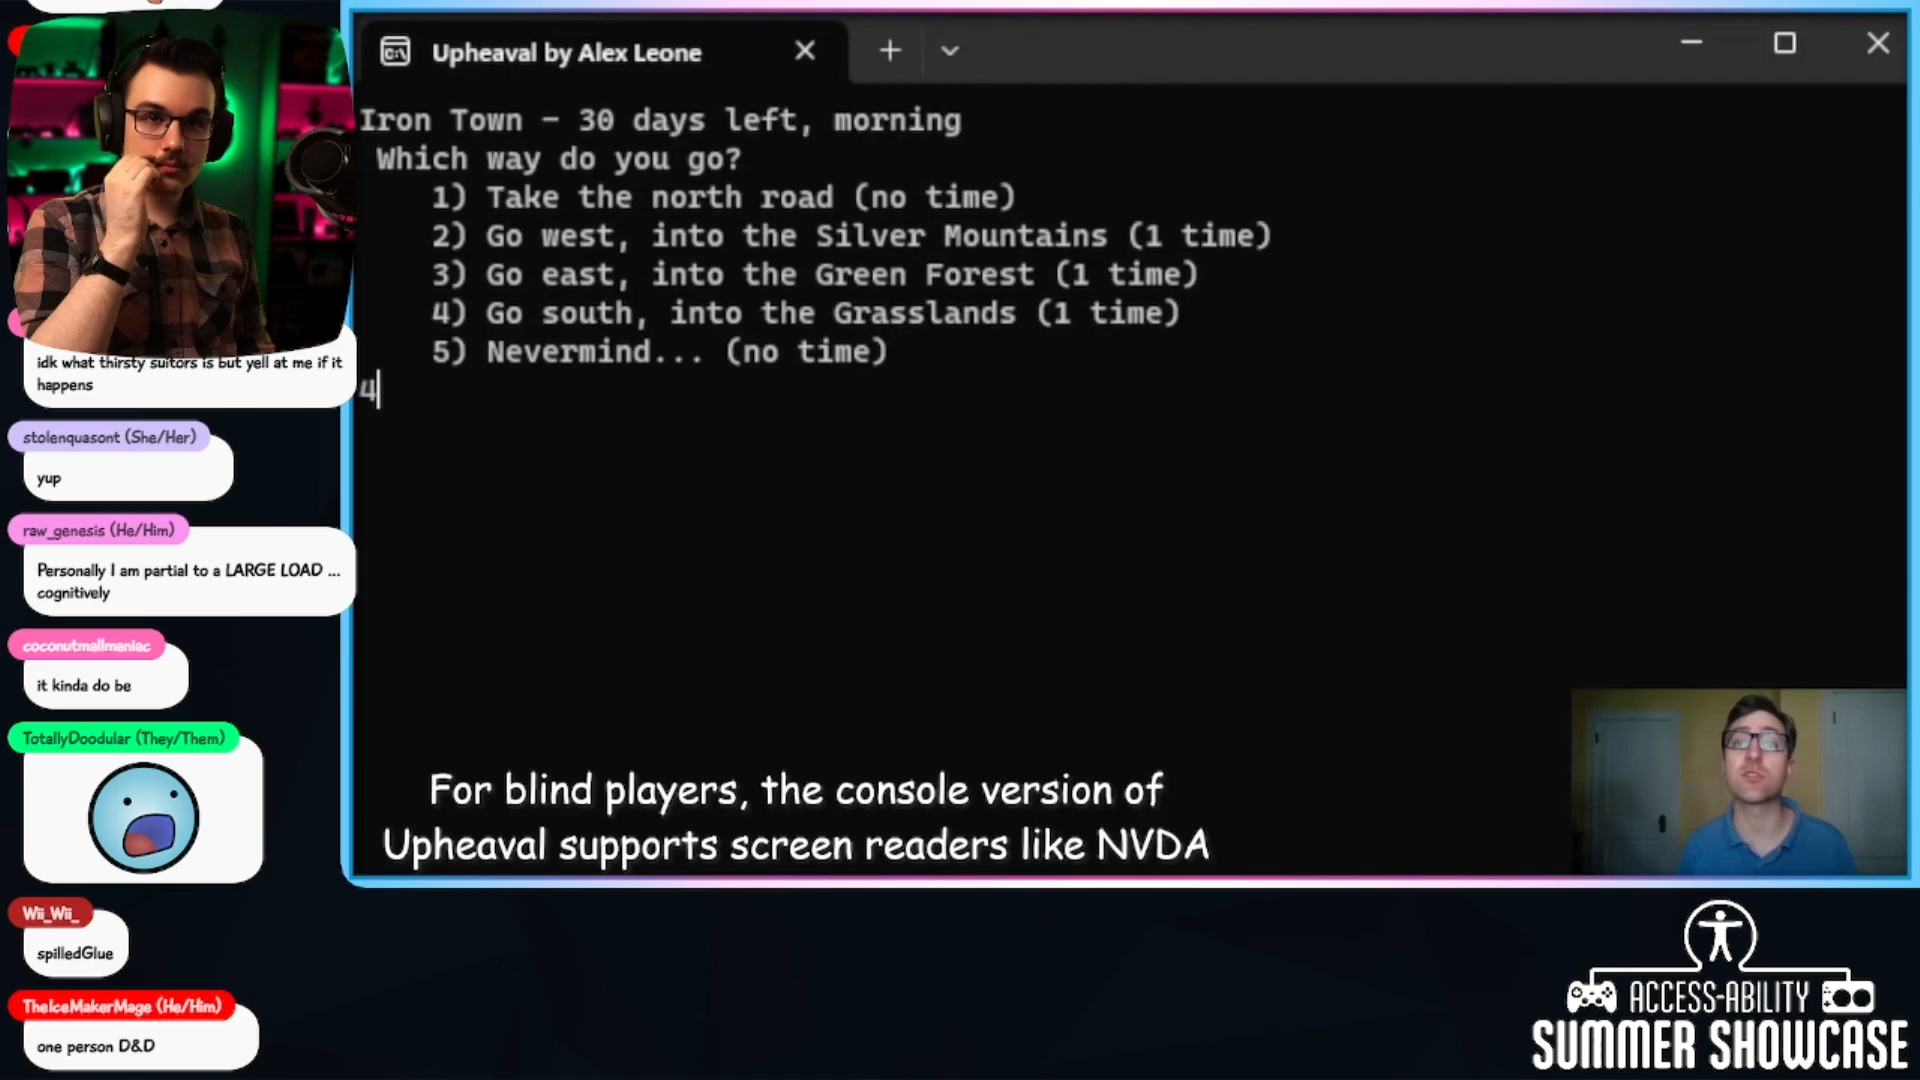 Upheaval by Alex Leone
Iron Town - 30 days left, morning
Which way do you go?
1) Take the north road (no time)
2) Go west, into the Silver Mountains (1 time)
3) Go east, into the Green Forest (1 time)
4) Go south, into the Grasslands (1 time)
5) Nevermind... (no time)
4
For blind players, the console version of
Upheaval supports screen readers like NVDA
idk what thirsty suitors is but yell at me if it
happens
stolenquasont (She/Her)
yup
raw_genesis (He/Him)
Personally I am partial to a LARGE LOAD ...
cognitively
coconutmallmaniac
it kinda do be
TotallyDoodular (They/Them)
Wii_Wii_
spilledGlue
TheIceMakerMage (He/Him)
one person D&D
ACCESS-ABILITY
SUMMER SHOWCASE